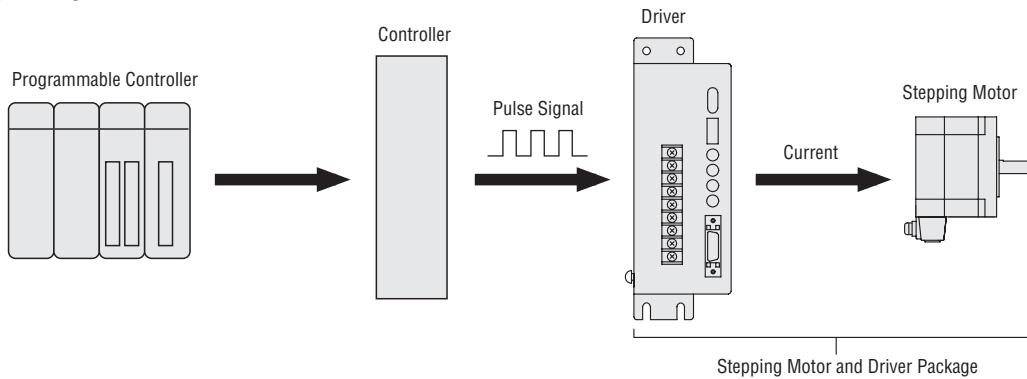 Programmable Controller
Controller
Pulse Signal
Driver
Current
Stepping Motor
Stepping Motor and Driver Package